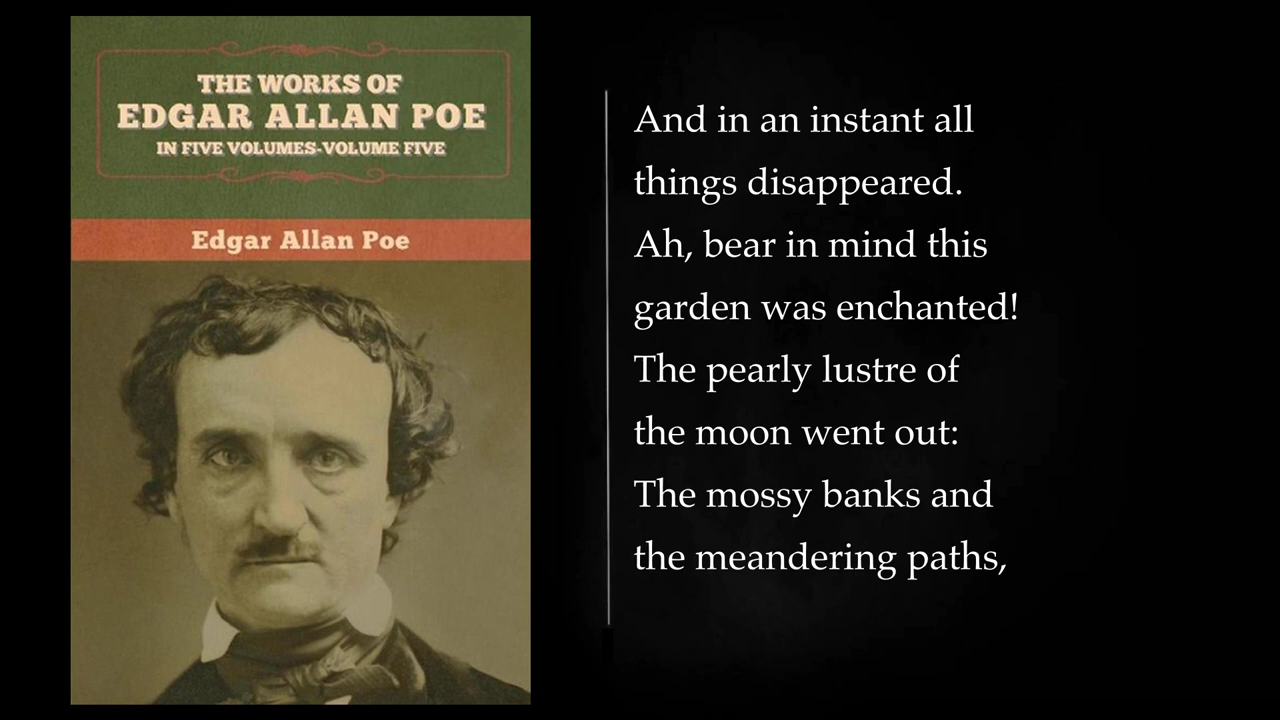 THE WORKS OF
EDGAR ALLAN POE
IN FIVE VOLUMES-VOLUME FIVE
Edgar Allan Poe
And in an instant all
things disappeared.
Ah, bear in mind this
garden was enchanted!
The pearly lustre of
the moon went out:
The mossy banks and
the meandering paths,